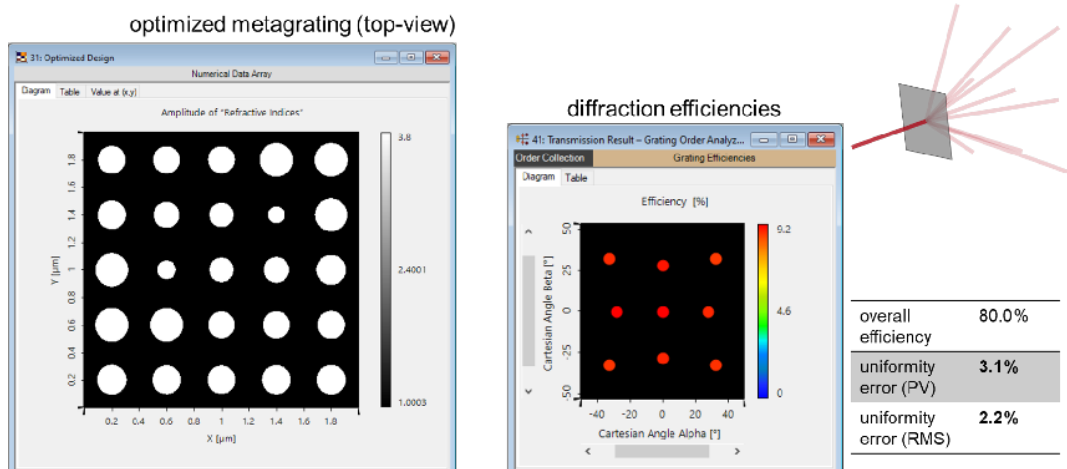 optimized metagrating (top-view)
31: Optimized Design
Numerical Data Array
Diagram Table Value at (x,y)
Amplitude of "Refractive Indices"
3.8
2.4001
1.0003
Y [µm]
1.8
1.6
1.4
1.2
1
0.8
0.6
0.4
0.2
0.2 0.4 0.6 0.8 1 1.2 1.4 1.6 1.8
X [µm]
diffraction efficiencies
41: Transmission Result – Grating Order Analyz...
Order Collection Grating Efficiencies
Diagram Table
Efficiency [%]
9.2
4.6
0
Cartesian Angle Beta [°]
50
25
0
-25
-50
-40 -20 0 20 40
Cartesian Angle Alpha [°]
overall efficiency 80.0%
uniformity error (PV) 3.1%
uniformity error (RMS) 2.2%